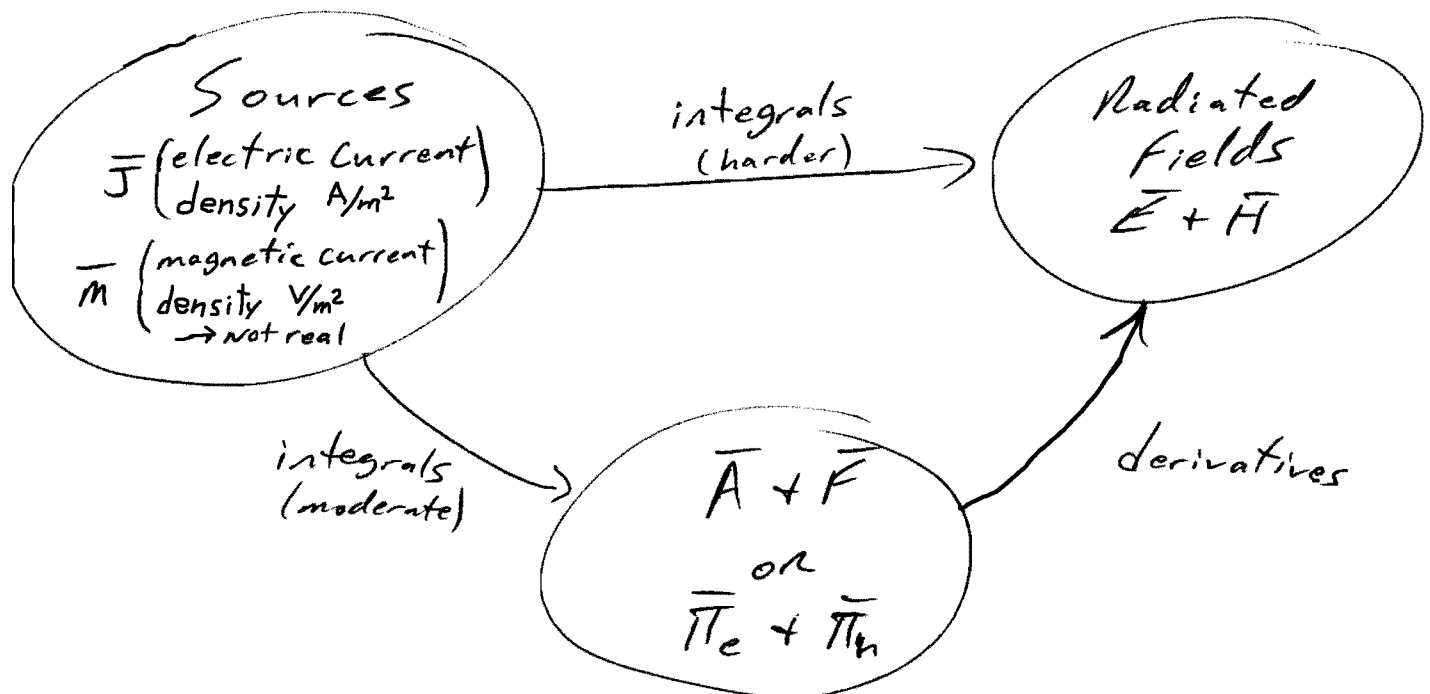 Sources
J̅ (electric current
density A/m²)
m̅ (magnetic current
density V/m²
→ Not real)
integrals
(harder)
Radiated
Fields
E̅ + H̅
integrals
(moderate)
A̅ + F̅
or
π̅e + π̅h
derivatives